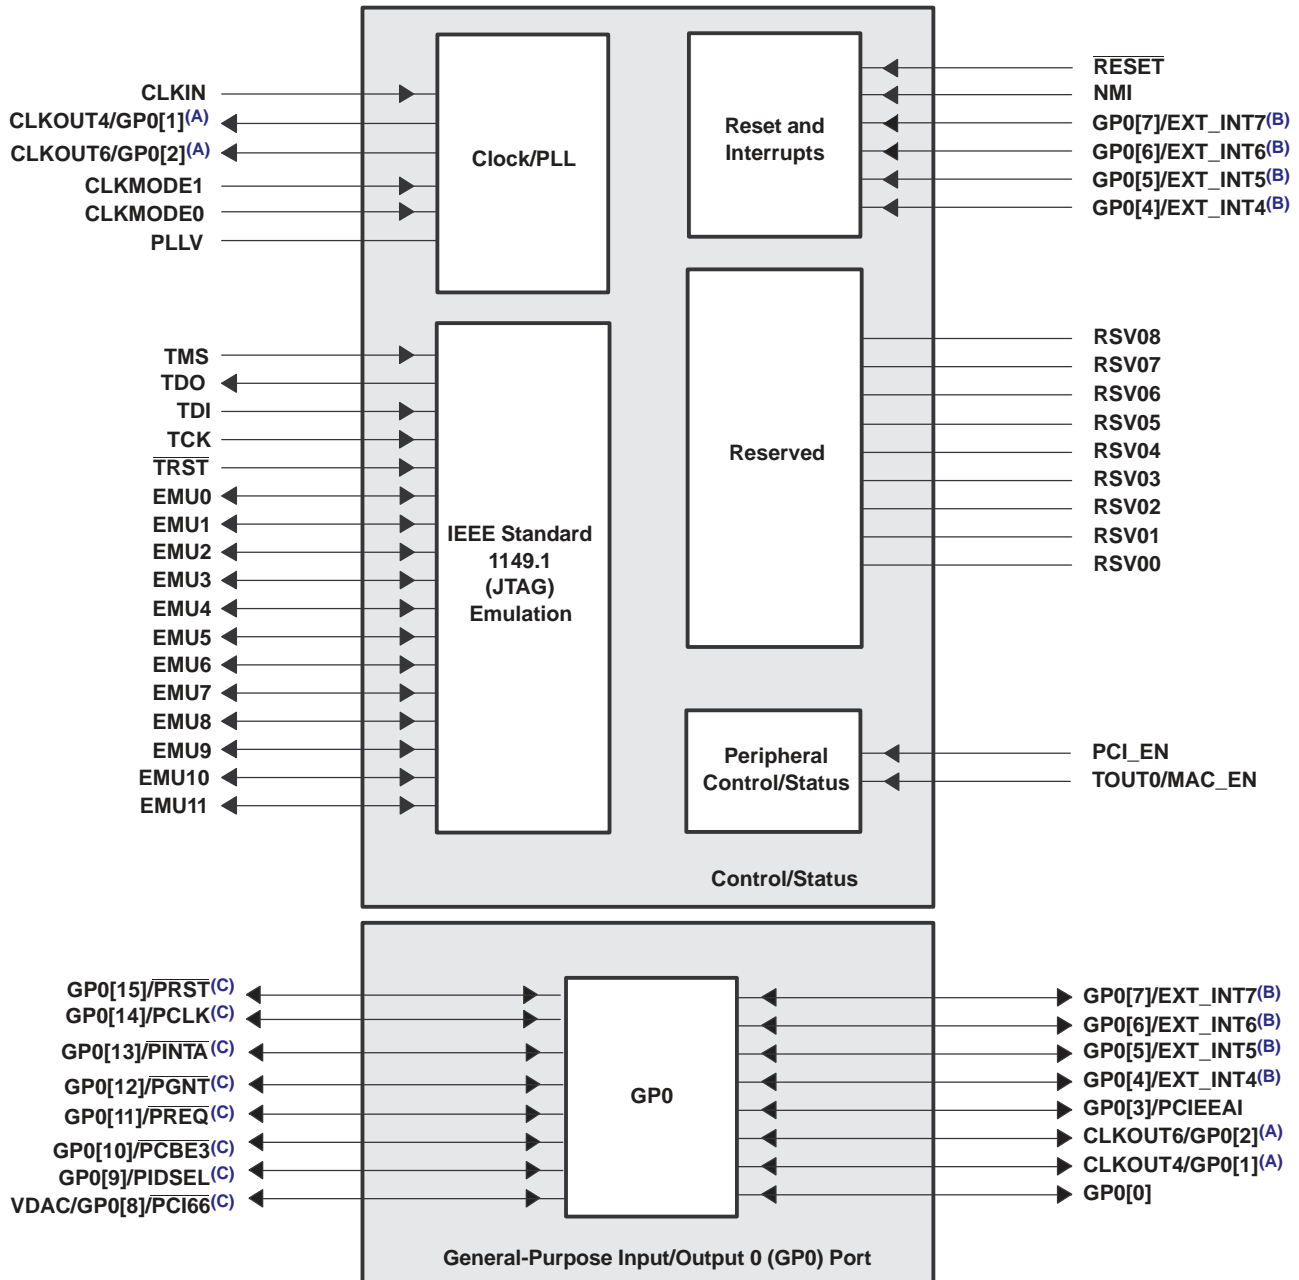 CLKIN
CLKOUT4/GP0[1](A)
CLKOUT6/GP0[2](A)
CLKMODE1
CLKMODE0
PLLV
Clock/PLL
Reset and
Interrupts
RESET
NMI
GP0[7]/EXT_INT7(B)
GP0[6]/EXT_INT6(B)
GP0[5]/EXT_INT5(B)
GP0[4]/EXT_INT4(B)
TMS
TDO
TDI
TCK
TRST
EMU0
EMU1
EMU2
EMU3
EMU4
EMU5
EMU6
EMU7
EMU8
EMU9
EMU10
EMU11
IEEE Standard
1149.1
(JTAG)
Emulation
Reserved
RSV08
RSV07
RSV06
RSV05
RSV04
RSV03
RSV02
RSV01
RSV00
Peripheral
Control/Status
PCI_EN
TOUT0/MAC_EN
Control/Status
GP0[15]/PRST(C)
GP0[14]/PCLK(C)
GP0[13]/PINTA(C)
GP0[12]/PGNT(C)
GP0[11]/PREQ(C)
GP0[10]/PCBE3(C)
GP0[9]/PIDSEL(C)
VDAC/GP0[8]/PCI66(C)
GP0
GP0[7]/EXT_INT7(B)
GP0[6]/EXT_INT6(B)
GP0[5]/EXT_INT5(B)
GP0[4]/EXT_INT4(B)
GP0[3]/PCIEEAI
CLKOUT6/GP0[2](A)
CLKOUT4/GP0[1](A)
GP0[0]
General-Purpose Input/Output 0 (GP0) Port